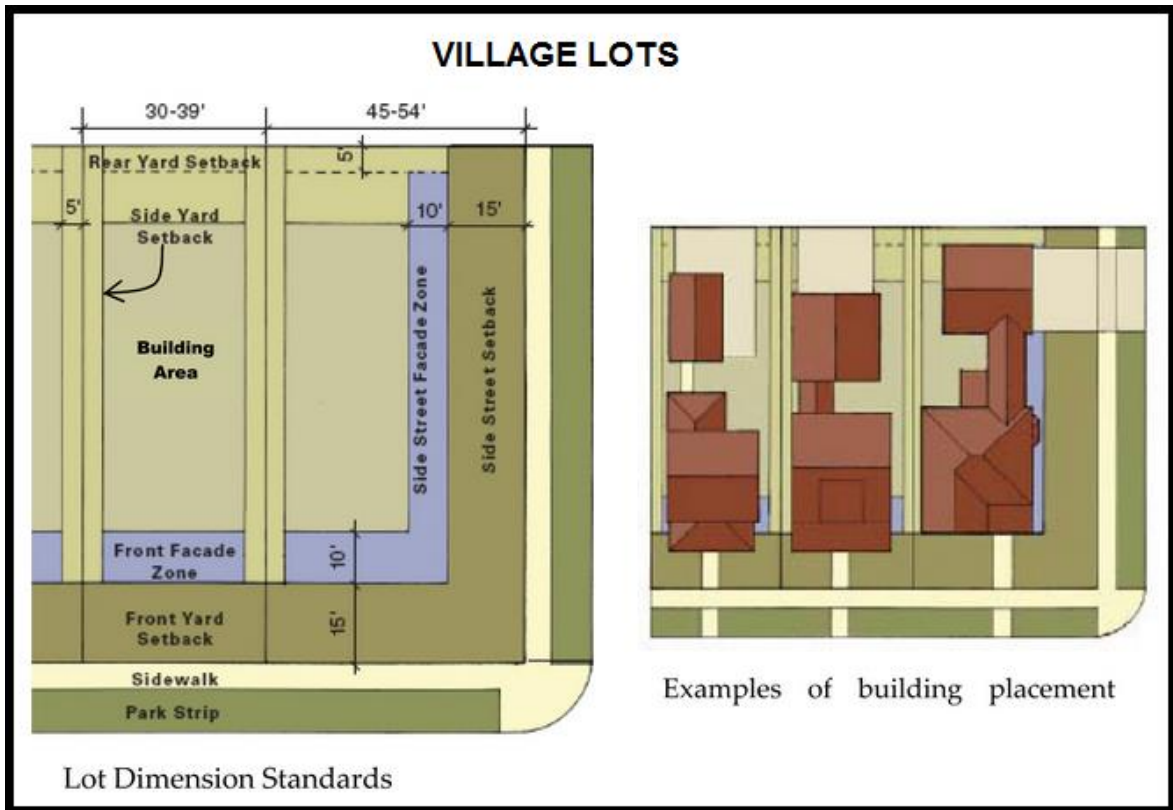 VILLAGE LOTS
30-39'
45-54'
Rear Yard Setback
5'
5'
Side Yard
Setback
10'
15'
Building
Area
Side Street Facade Zone
Side Street Setback
Front Facade
Zone
10'
Front Yard
Setback
15'
Sidewalk
Park Strip
Lot Dimension Standards
Examples of building placement